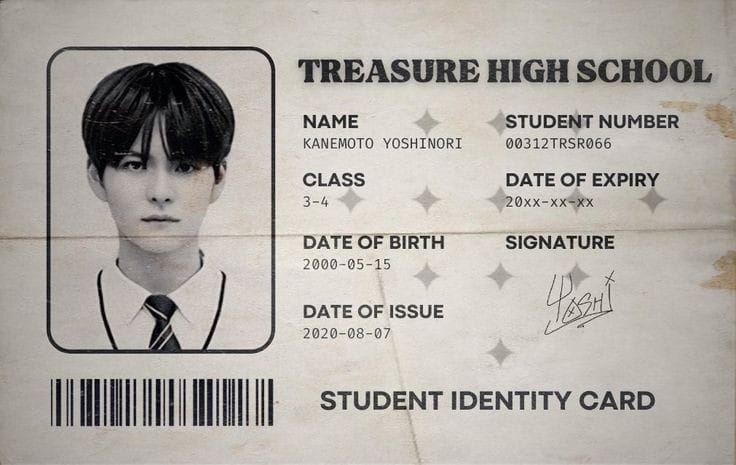 TREASURE HIGH SCHOOL
NAME
KANEMOTO YOSHINORI
STUDENT NUMBER
00312TRSR066
CLASS
3-4
DATE OF EXPIRY
20xx-xx-xx
DATE OF BIRTH
2000-05-15
SIGNATURE
Yoshi
DATE OF ISSUE
2020-08-07
STUDENT IDENTITY CARD